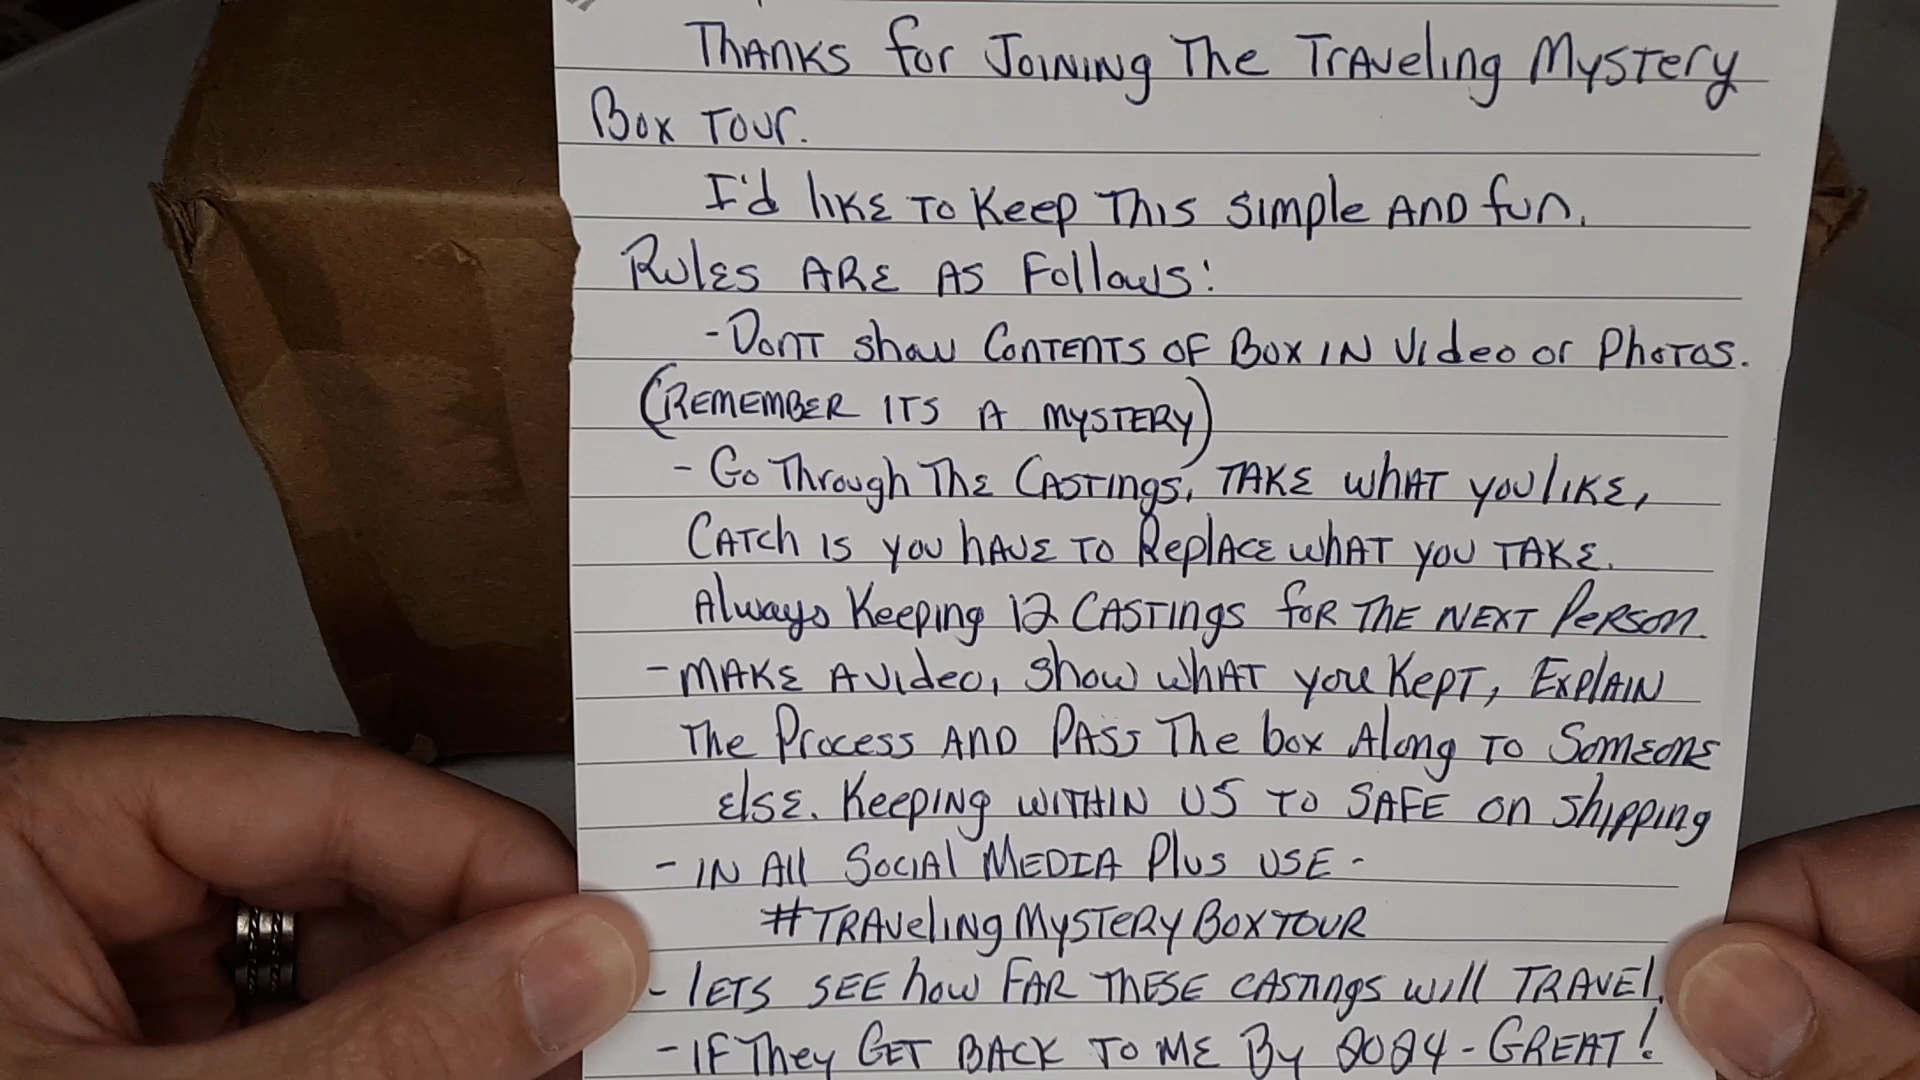 Thanks for Joining The Traveling Mystery
Box Tour.
I'd like to Keep This simple and fun.
Rules are as Follows:
-Dont show Contents of Box in Video or Photos.
(Remember its a mystery)
- Go Through The Castings, Take what you like,
Catch is you have to Replace what you Take.
Always Keeping 12 Castings for the next Person.
- Make a video, show what you Kept, Explain
The Process and Pass The box Along to Someone
else. Keeping within US to safe on shipping
- In All Social Media Plus use -
#TravelingMysteryBoxTour
- lets see how far these castings will travel.
- If They Get Back to me By 2024 - Great!